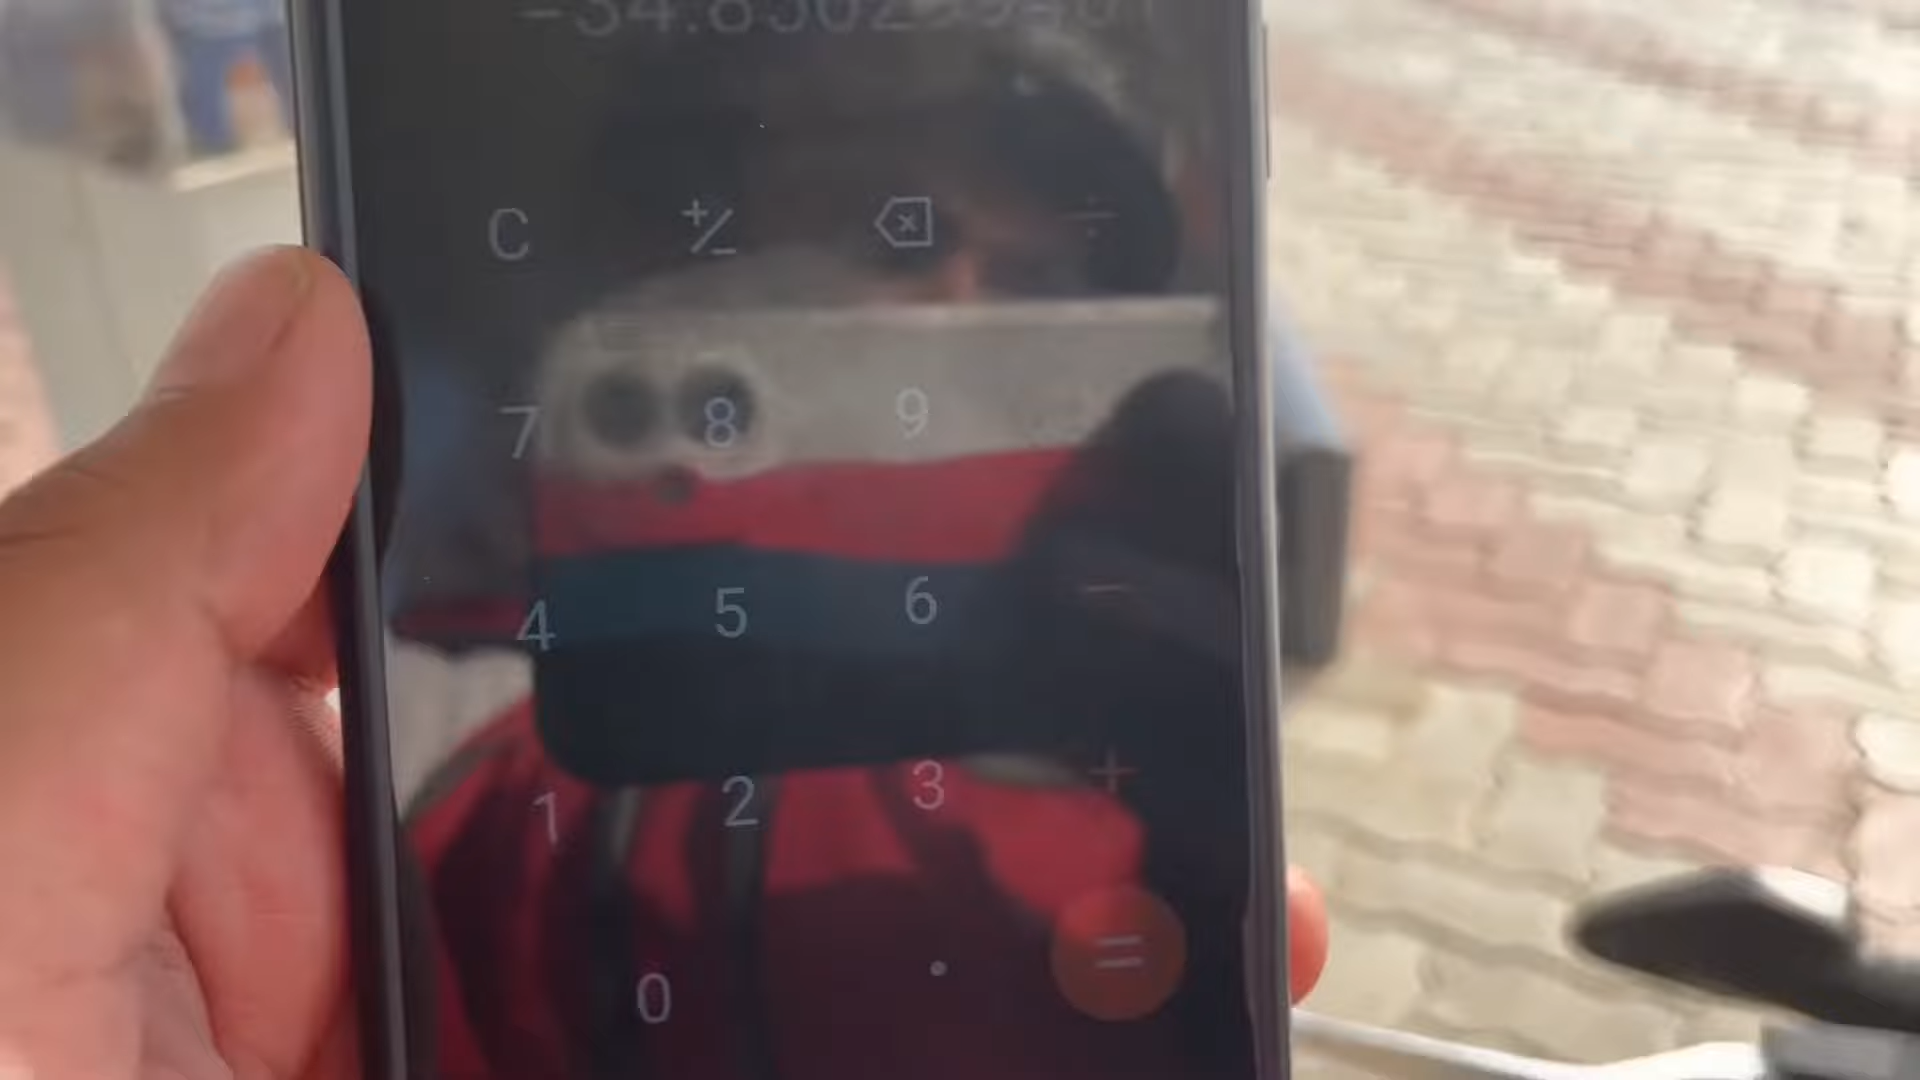 C +/- ÷
7 8 9
4 5 6 −
1 2 3 +
0 . =